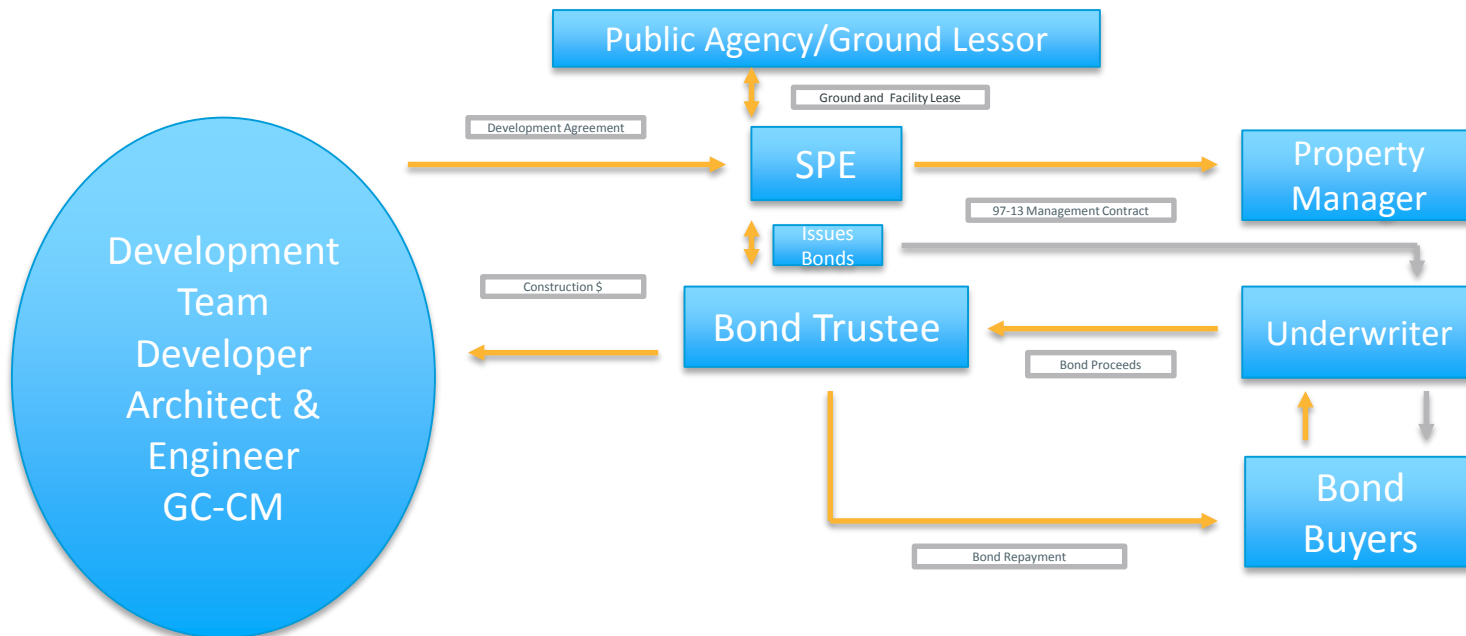 Public Agency/Ground Lessor
Ground and Facility Lease
Development Agreement
SPE
Property
Manager
97-13 Management Contract
Issues
Bonds
Development
Team
Developer
Architect &
Engineer
GC-CM
Construction $
Bond Trustee
Underwriter
Bond Proceeds
Bond
Buyers
Bond Repayment